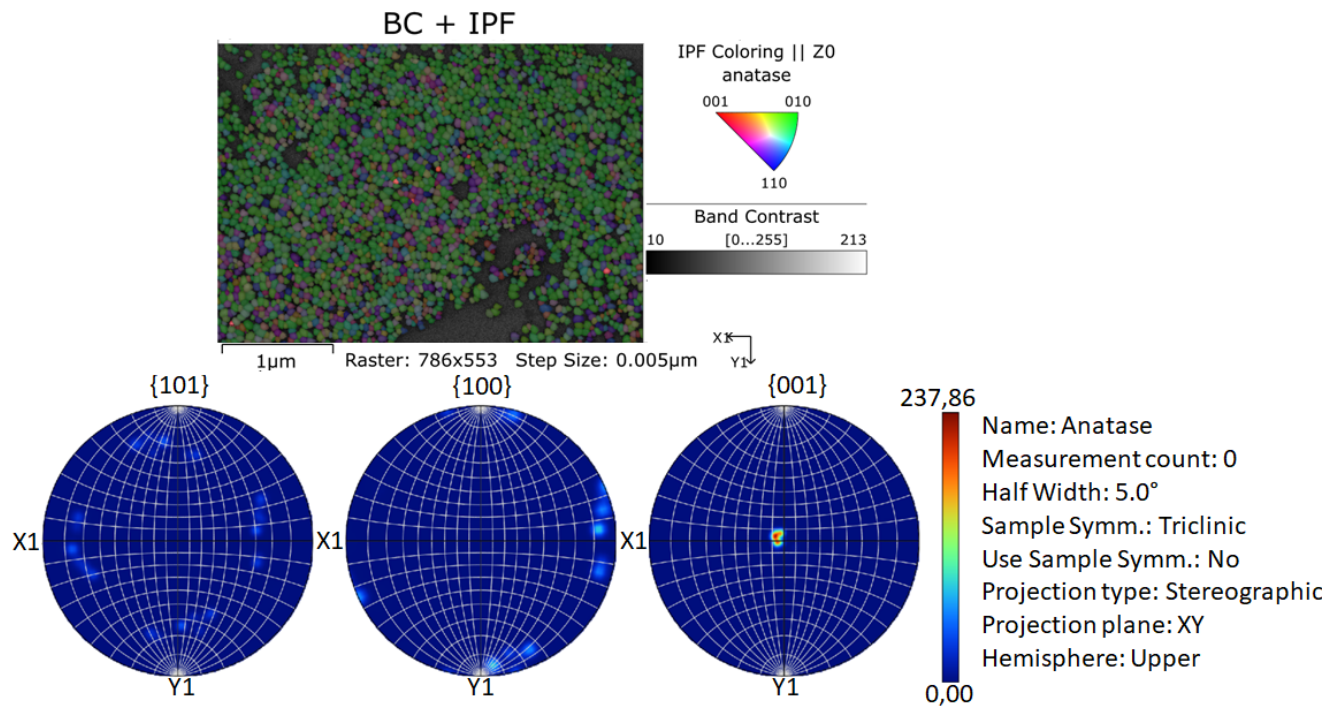 BC + IPF
IPF Coloring || Z0
anatase
001
010
110
Band Contrast
10 [0...255] 213
X1
Y1
1µm
Raster: 786x553 Step Size: 0.005µm
{101}
{100}
{001}
X1
X1
X1
Y1
Y1
Y1
237,86
0,00
Name: Anatase
Measurement count: 0
Half Width: 5.0°
Sample Symm.: Triclinic
Use Sample Symm.: No
Projection type: Stereographic
Projection plane: XY
Hemisphere: Upper